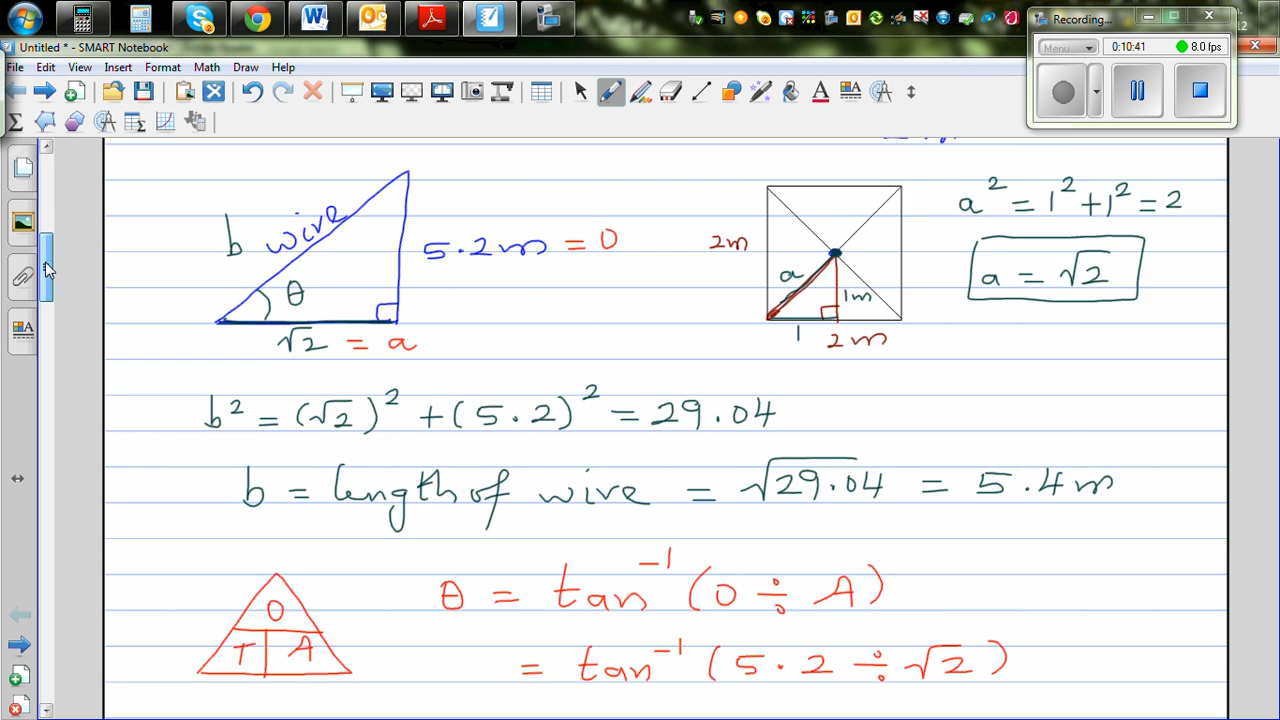 Recording...
Untitled * - SMART Notebook
Menu
0:10:41
8.0 fps
File Edit View Insert Format Math Draw Help
b wire
5.2m = O
θ
√2 = a
2m
a
1m
1
2m
a² = 1² + 1² = 2
a = √2
b² = (√2)² + (5.2)² = 29.04
b = length of wire = √29.04 = 5.4m
O
T A
θ = tan⁻¹ (O ÷ A)
= tan⁻¹ (5.2 ÷ √2)